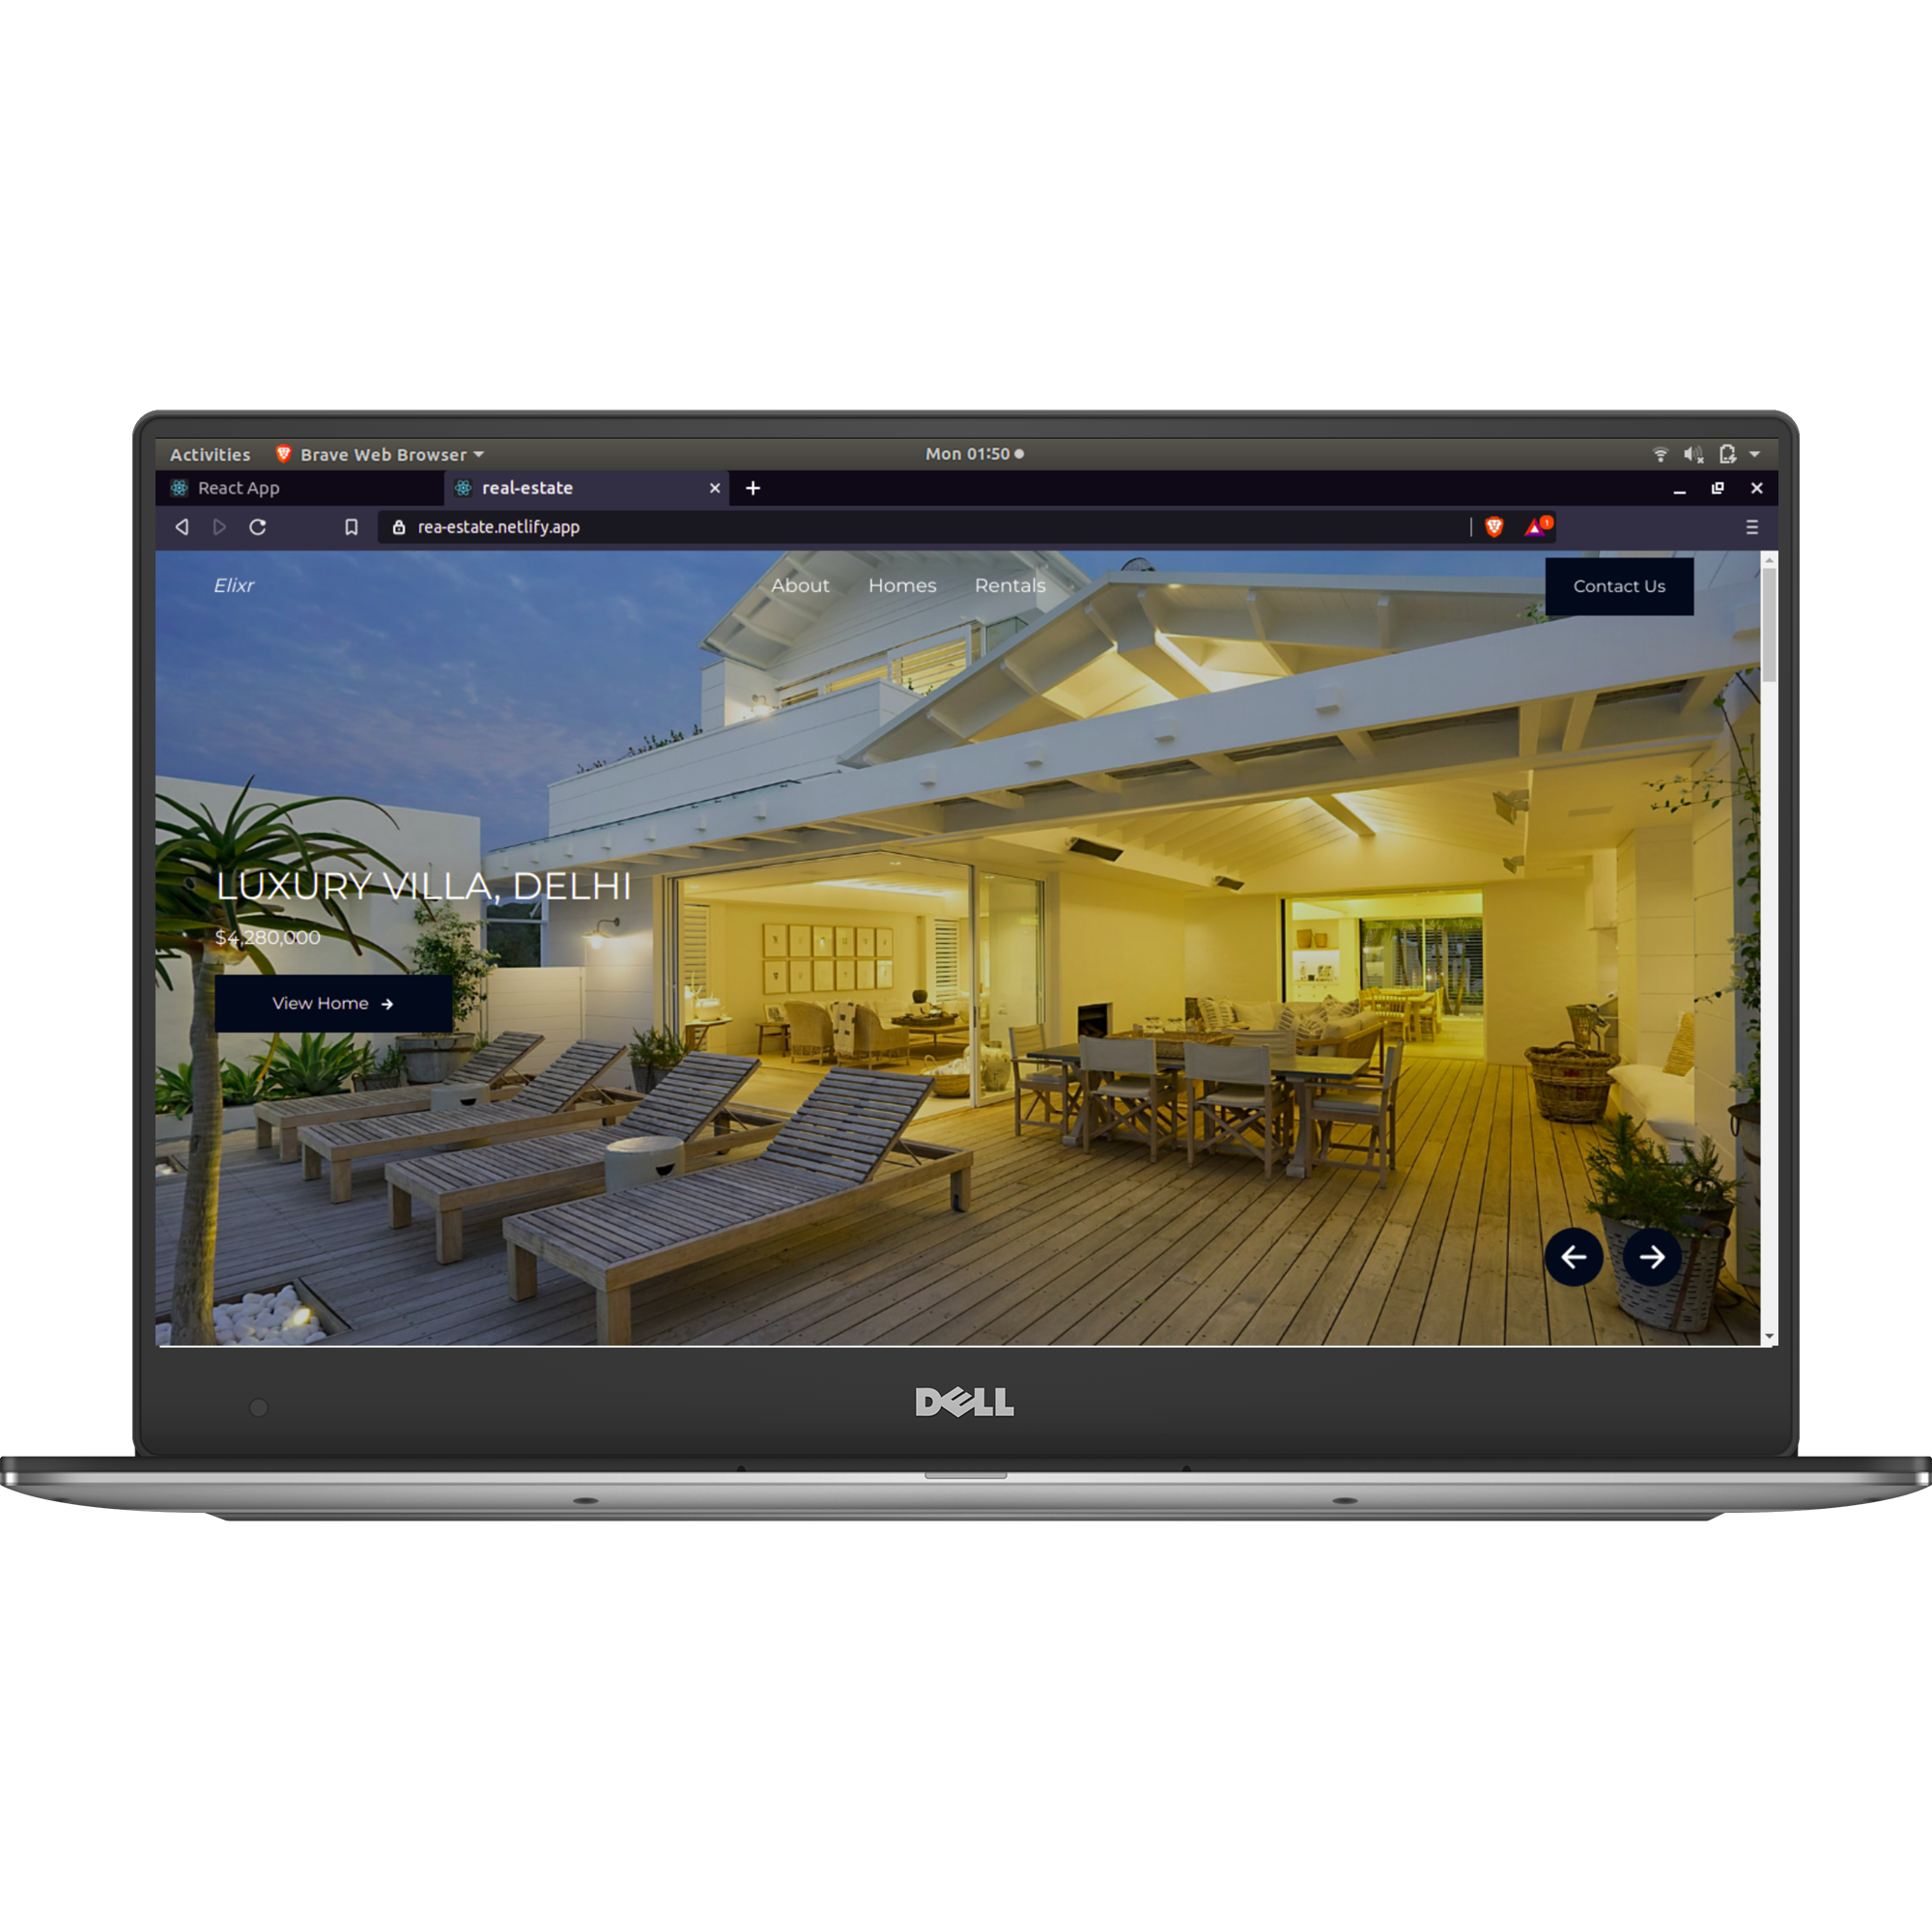 Activities Brave Web Browser Mon 01:50
React App real-estate
rea-estate.netlify.app 1
Elixr About Homes Rentals Contact Us
LUXURY VILLA, DELHI
$4,280,000
View Home
DELL